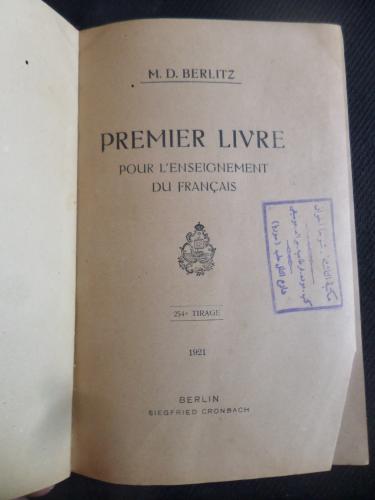 M. D. BERLITZ
PREMIER LIVRE
POUR L'ENSEIGNEMENT
DU FRANÇAIS
254e TIRAGE
1921
BERLIN
SIEGFRIED CRONBACH